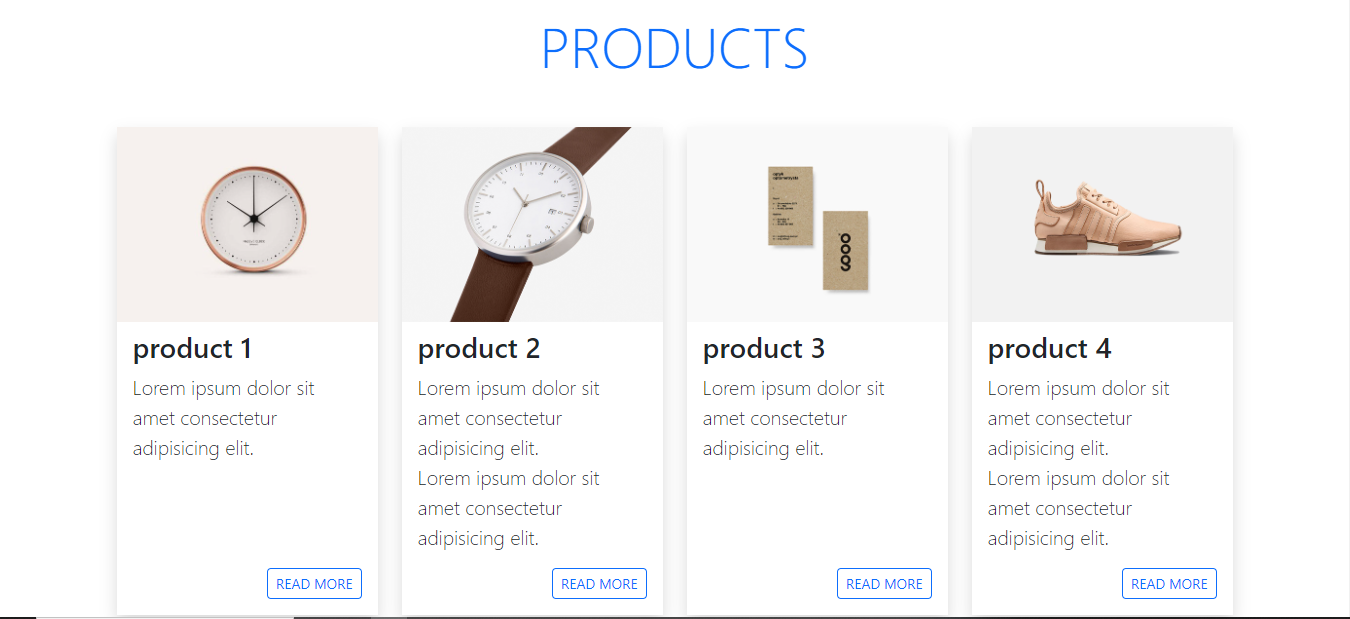 PRODUCTS
product 1
Lorem ipsum dolor sit
amet consectetur
adipisicing elit.
READ MORE
product 2
Lorem ipsum dolor sit
amet consectetur
adipisicing elit.
Lorem ipsum dolor sit
amet consectetur
adipisicing elit.
READ MORE
goo
product 3
Lorem ipsum dolor sit
amet consectetur
adipisicing elit.
READ MORE
product 4
Lorem ipsum dolor sit
amet consectetur
adipisicing elit.
Lorem ipsum dolor sit
amet consectetur
adipisicing elit.
READ MORE